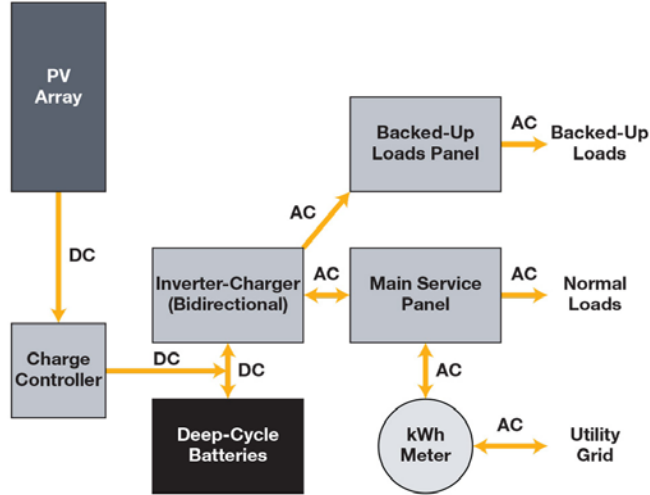 PV
Array
DC
Charge
Controller
DC
Inverter-Charger
(Bidirectional)
DC
Deep-Cycle
Batteries
AC
Backed-Up
Loads Panel
AC
Backed-Up
Loads
AC
Main Service
Panel
AC
Normal
Loads
AC
kWh
Meter
AC
Utility
Grid